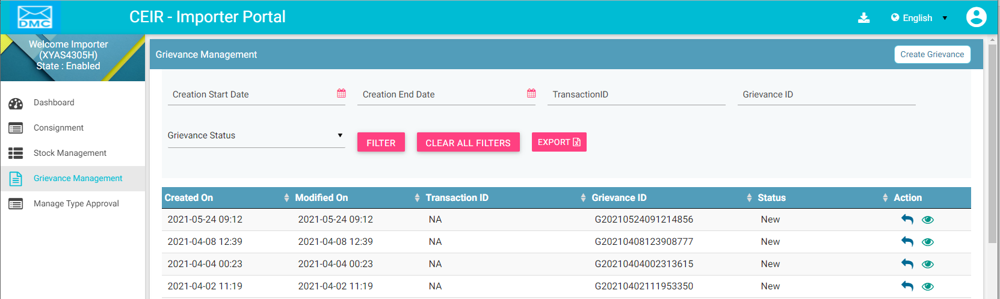 DMC
CEIR - Importer Portal
English
Welcome Importer
(XYAS4305H)
State : Enabled
Dashboard
Consignment
Stock Management
Grievance Management
Manage Type Approval
Grievance Management
Create Grievance
Creation Start Date
Creation End Date
TransactionID
Grievance ID
Grievance Status
FILTER
CLEAR ALL FILTERS
EXPORT
Created On Modified On Transaction ID Grievance ID Status Action
2021-05-24 09:12 2021-05-24 09:12 NA G20210524091214856 New
2021-04-08 12:39 2021-04-08 12:39 NA G20210408123908777 New
2021-04-04 00:23 2021-04-04 00:23 NA G20210404002313615 New
2021-04-02 11:19 2021-04-02 11:19 NA G20210402111953350 New